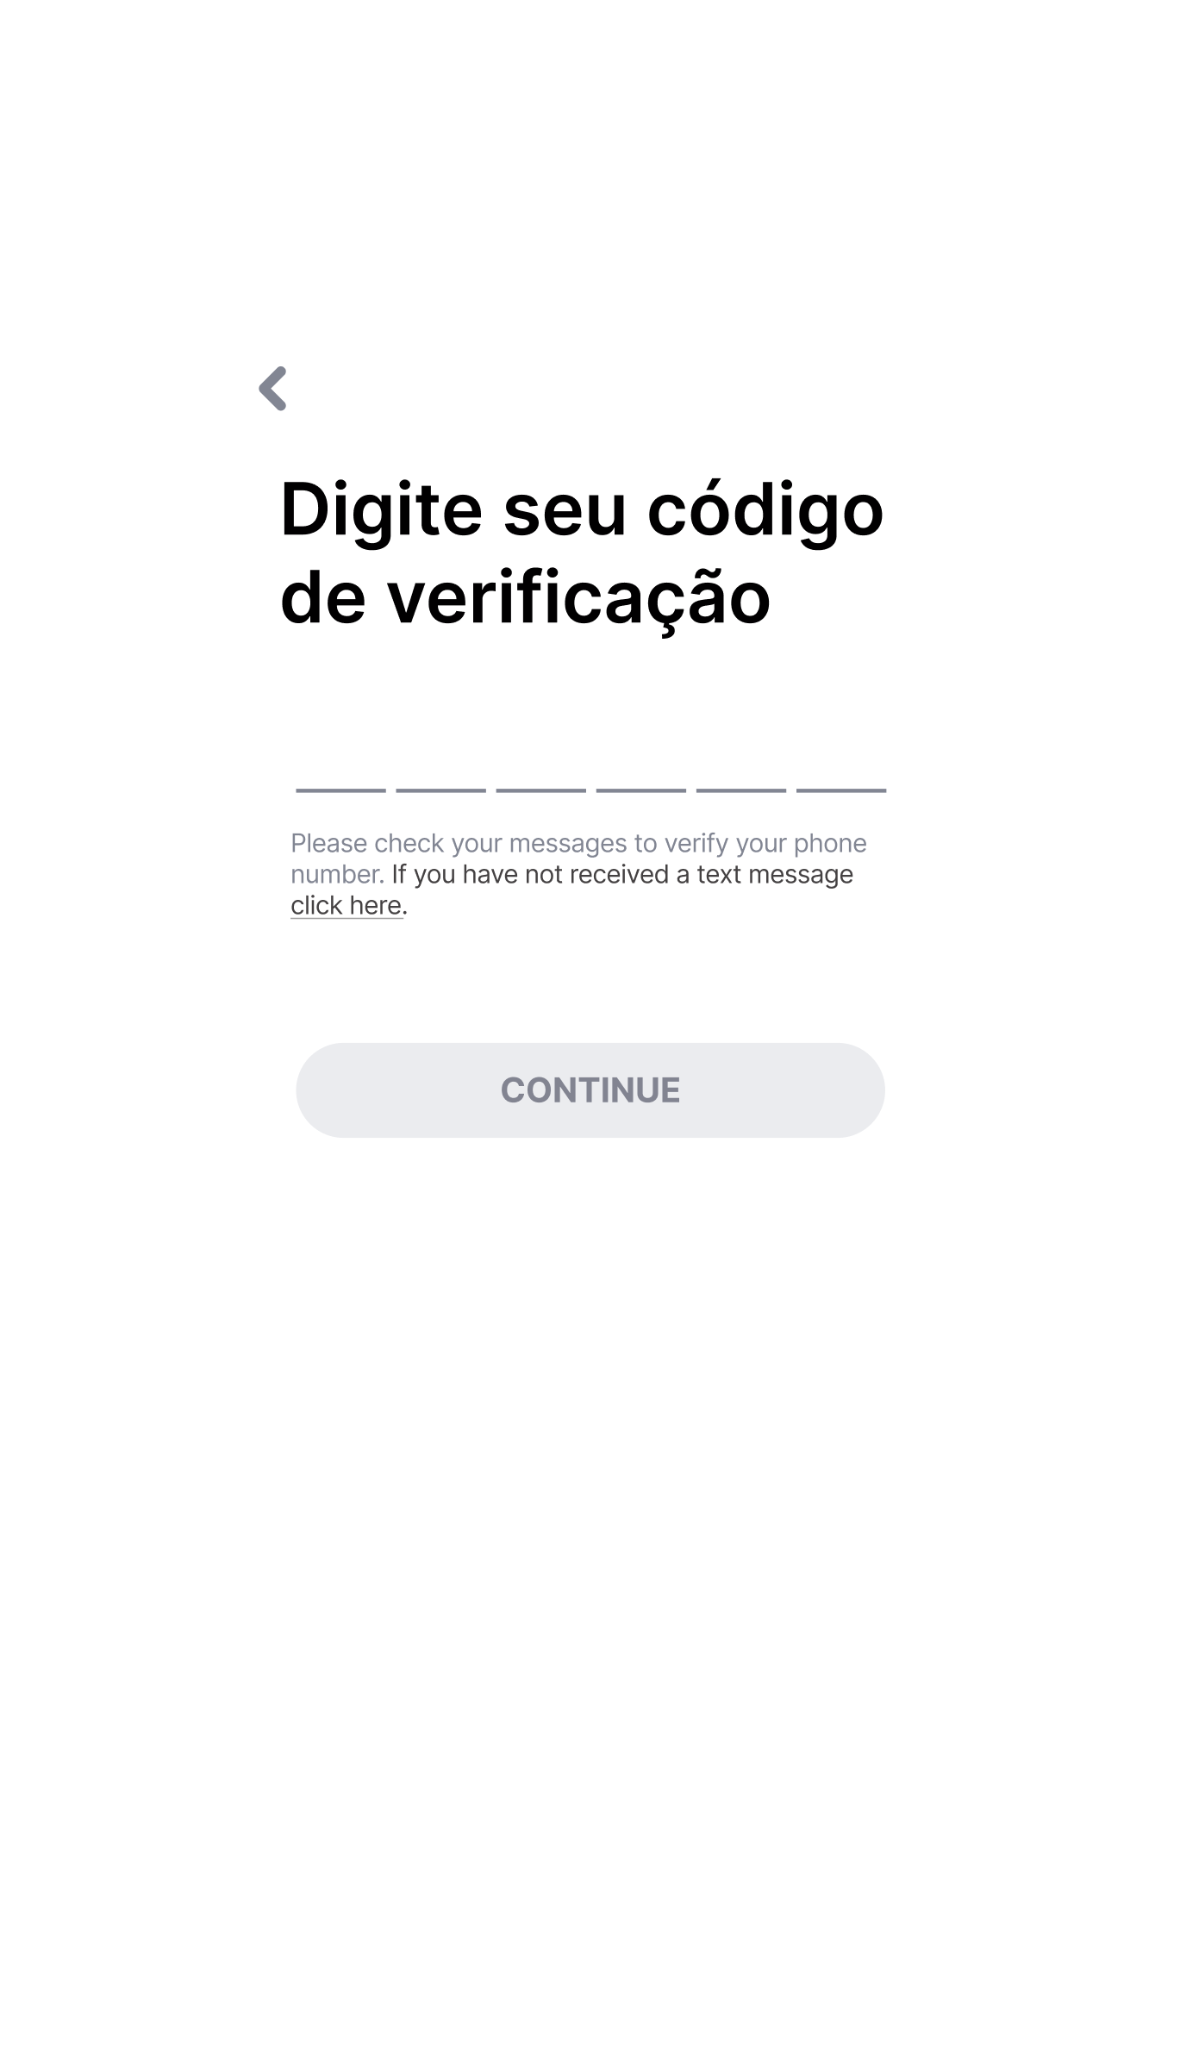 Digite seu código
de verificação
Please check your messages to verify your phone
number. If you have not received a text message
click here.
CONTINUE